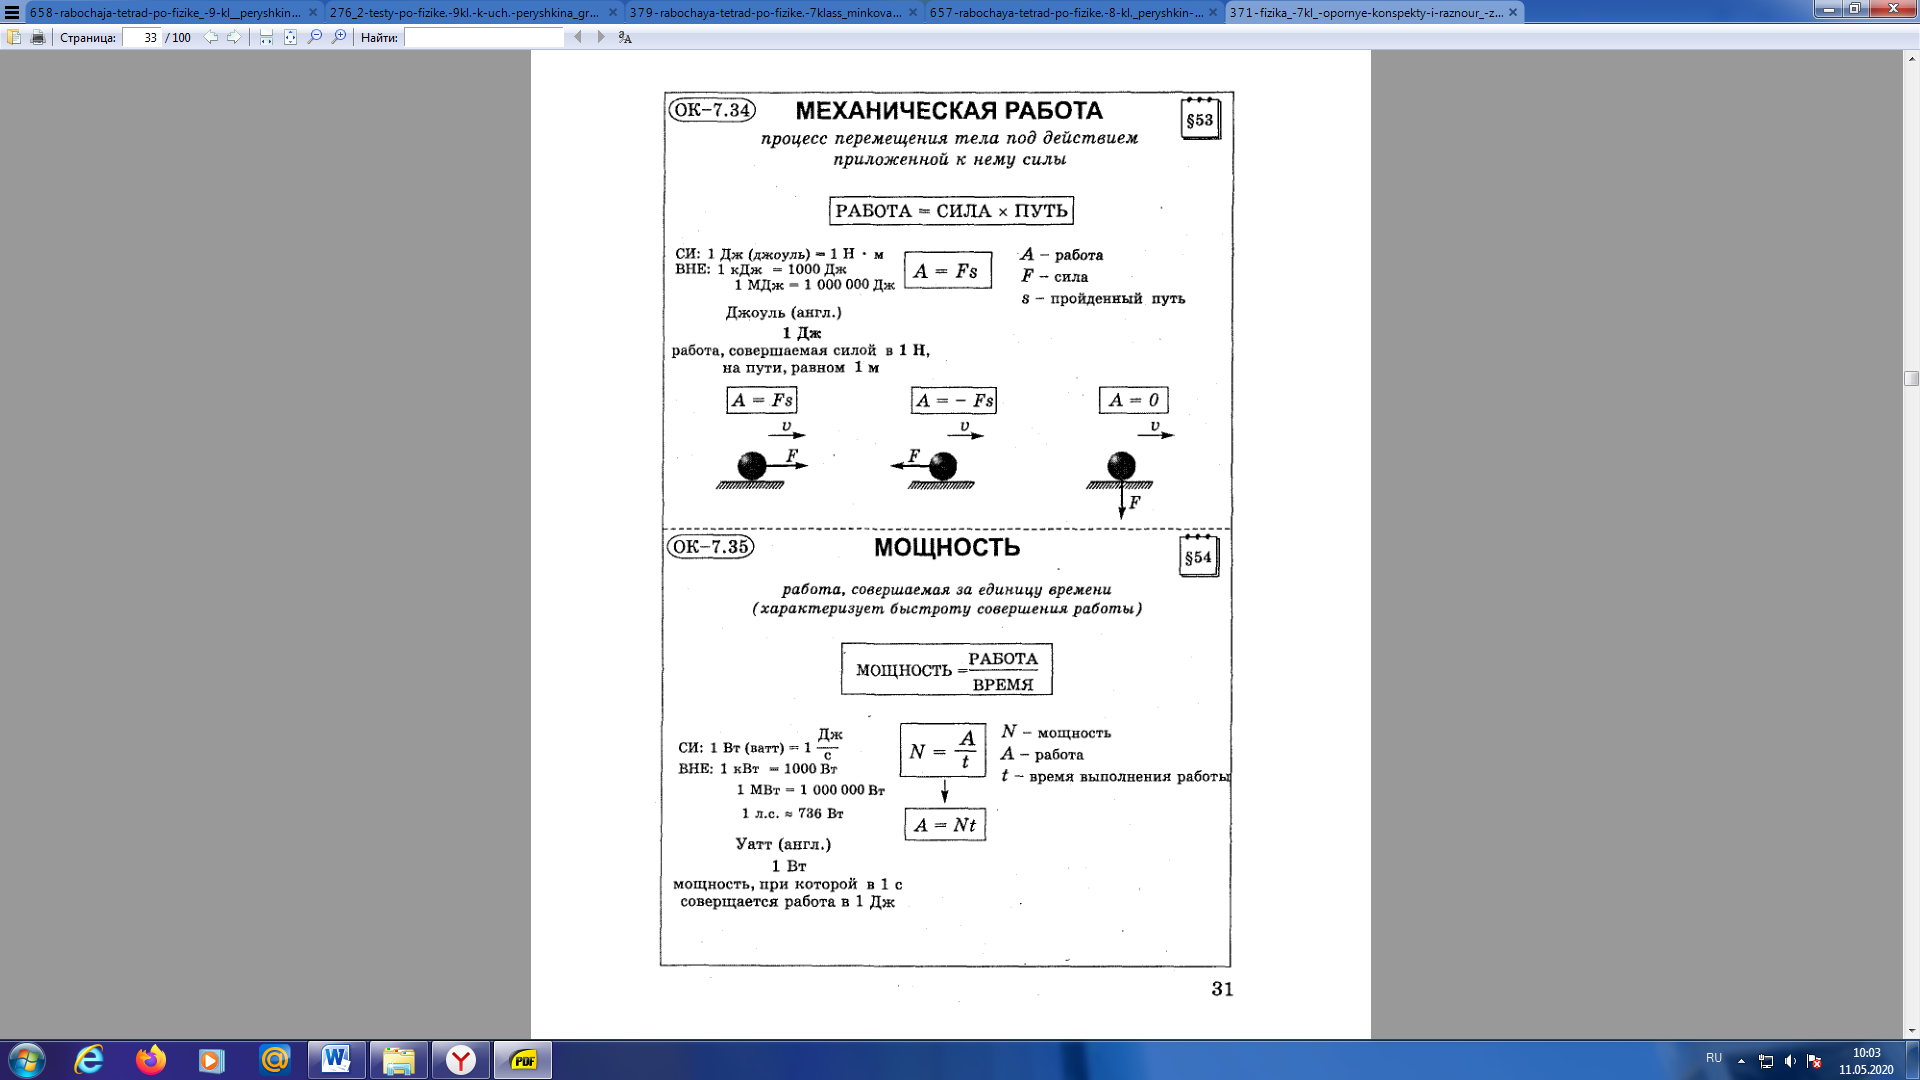 658-rabochaja-tetrad-po-fizike_-9-kl__peryshkin...
276_2-testy-po-fizike.-9kl.-k-uch.-peryshkina_gr...
379-rabochaya-tetrad-po-fizike.-7klass_minkova...
657-rabochaya-tetrad-po-fizike.-8-kl._peryshkin-...
371-fizika_-7kl_-opornye-konspekty-i-raznour_-z...
Страница: 33 / 100
Найти:
ОК–7.34
МЕХАНИЧЕСКАЯ РАБОТА
§53
процесс перемещения тела под действием
приложенной к нему силы
РАБОТА = СИЛА × ПУТЬ
СИ: 1 Дж (джоуль) = 1 Н · м
ВНЕ: 1 кДж = 1000 Дж
1 МДж = 1 000 000 Дж
A = Fs
A – работа
F – сила
s – пройденный путь
Джоуль (англ.)
1 Дж
работа, совершаемая силой в 1 Н,
на пути, равном 1 м
A = Fs
A = – Fs
A = 0
υ
υ
υ
F
F
F
ОК–7.35
МОЩНОСТЬ
§54
работа, совершаемая за единицу времени
(характеризует быстроту совершения работы)
МОЩНОСТЬ = РАБОТА
ВРЕМЯ
СИ: 1 Вт (ватт) = 1 Дж
с
ВНЕ: 1 кВт = 1000 Вт
1 МВт = 1 000 000 Вт
1 л.с. ≈ 736 Вт
N = A
t
A = Nt
N – мощность
A – работа
t – время выполнения работы
Уатт (англ.)
1 Вт
мощность, при которой в 1 с
соверщается работа в 1 Дж
31
PDF
RU
10:03
11.05.2020